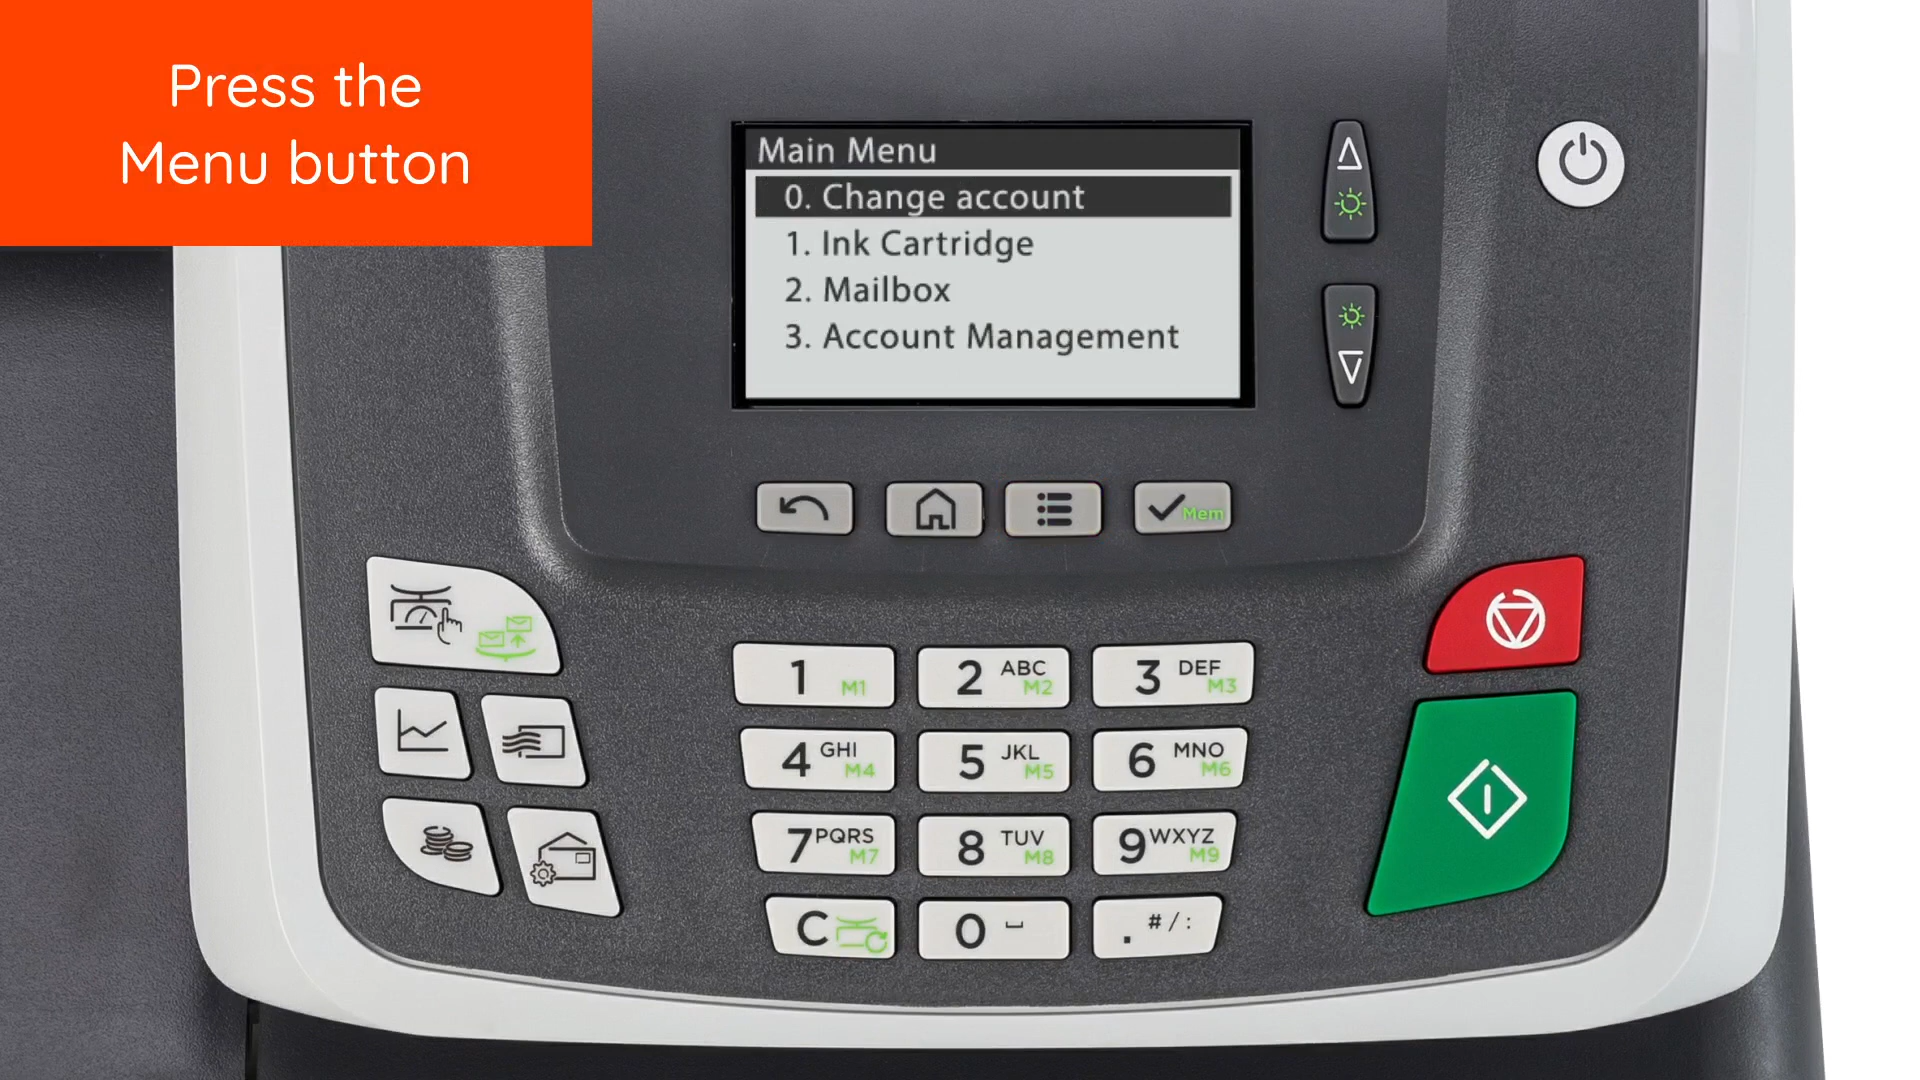 Press the
Menu button
Main Menu
0. Change account
1. Ink Cartridge
2. Mailbox
3. Account Management
Mem
1 M1
2 ABC M2
3 DEF M3
4 GHI M4
5 JKL M5
6 MNO M6
7 PQRS M7
8 TUV M8
9 WXYZ M9
C
0 ⎵
. # / :